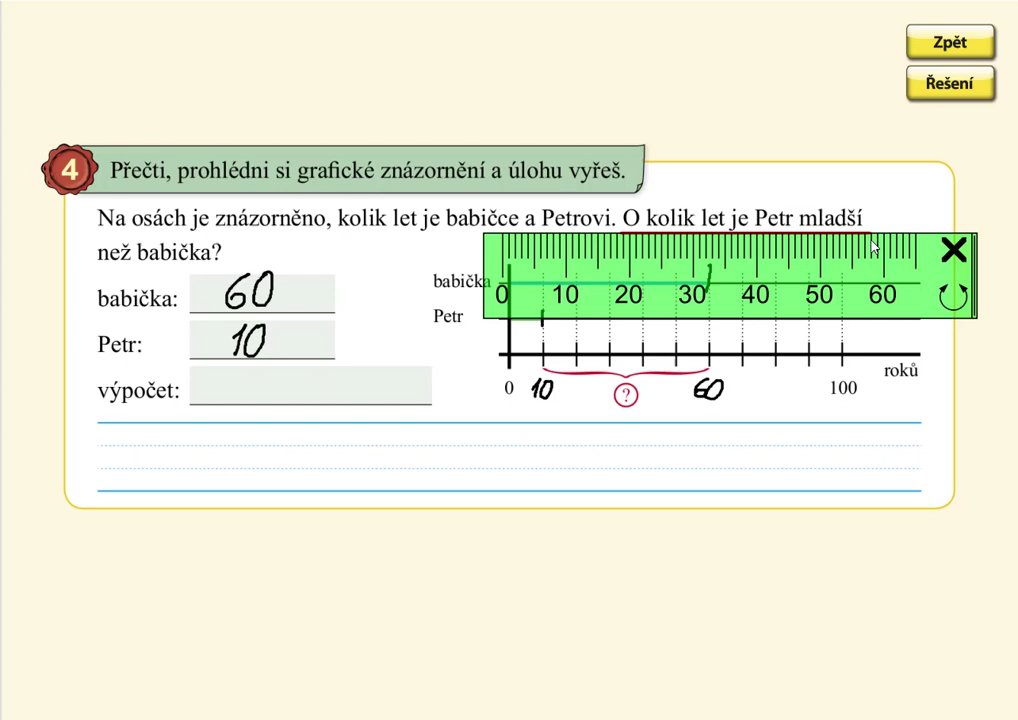 Zpět
Řešení
4 Přečti, prohlédni si grafické znázornění a úlohu vyřeš.
Na osách je znázorněno, kolik let je babičce a Petrovi. O kolik let je Petr mladší
než babička?
babička: 60
Petr: 10
výpočet:
babička
0 10 20 30 40 50 60
Petr
roků
0 10 ? 60 100